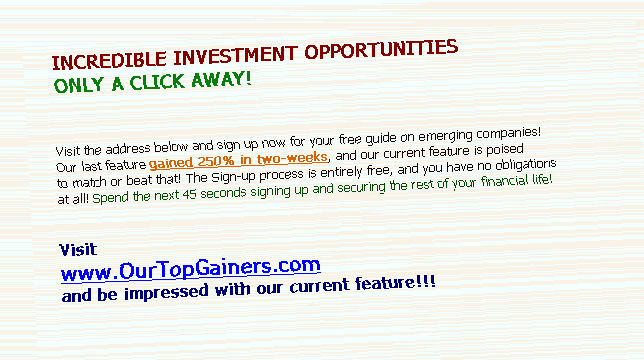 INCREDIBLE INVESTMENT OPPORTUNITIES
ONLY A CLICK AWAY!
Visit the address below and sign up now for your free guide on emerging companies!
Our last feature gained 250% in two-weeks, and our current feature is poised
to match or beat that! The Sign-up process is entirely free, and you have no obligations
at all! Spend the next 45 seconds signing up and securing the rest of your financial life!
Visit
www.OurTopGainers.com
and be impressed with our current feature!!!